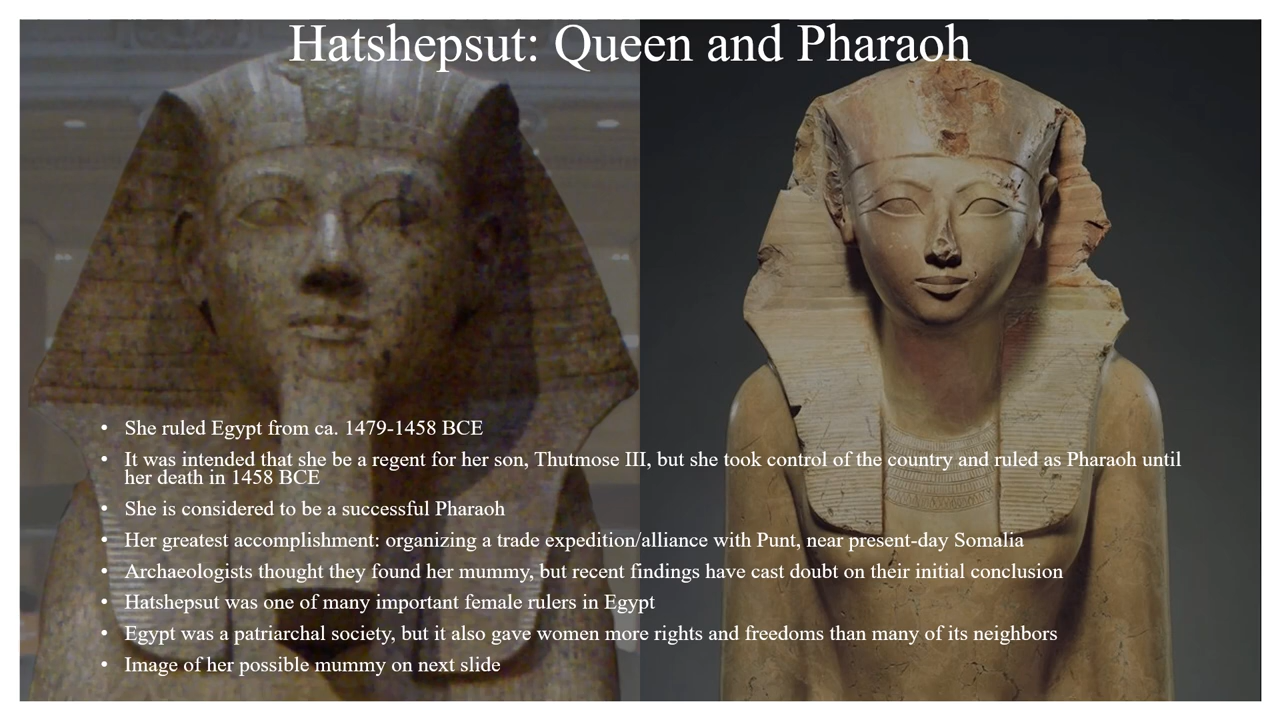 Hatshepsut: Queen and Pharaoh
• She ruled Egypt from ca. 1479-1458 BCE
• It was intended that she be a regent for her son, Thutmose III, but she took control of the country and ruled as Pharaoh until
her death in 1458 BCE
• She is considered to be a successful Pharaoh
• Her greatest accomplishment: organizing a trade expedition/alliance with Punt, near present-day Somalia
• Archaeologists thought they found her mummy, but recent findings have cast doubt on their initial conclusion
• Hatshepsut was one of many important female rulers in Egypt
• Egypt was a patriarchal society, but it also gave women more rights and freedoms than many of its neighbors
• Image of her possible mummy on next slide